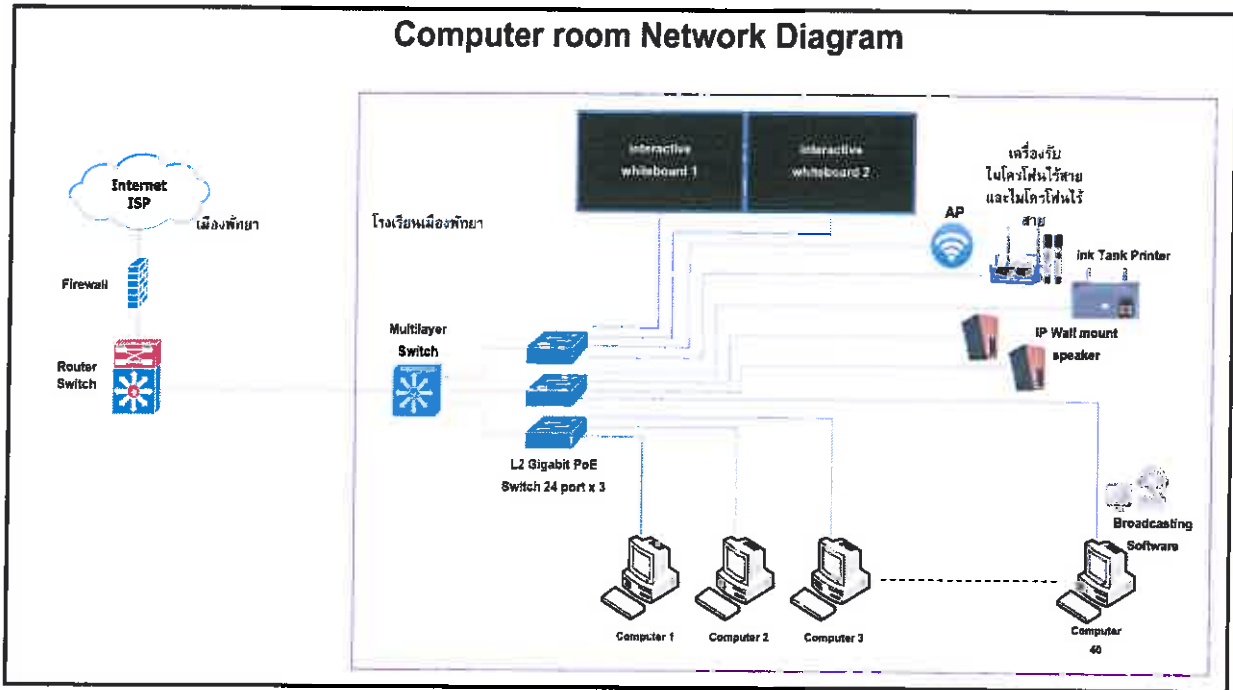 Computer room Network Diagram
Internet
ISP
เมืองพัทยา
Firewall
Router
Switch
โรงเรียนเมืองพัทยา
Multilayer
Switch
L2 Gigabit PoE
Switch 24 port x 3
interactive
whiteboard 1
interactive
whiteboard 2
AP
เครื่องรับ
ไมโครโฟนไร้สาย
และไมโครโฟนไร้
สาย
ink Tank Printer
IP Wall mount
speaker
Broadcasting
Software
Computer 1
Computer 2
Computer 3
Computer
40